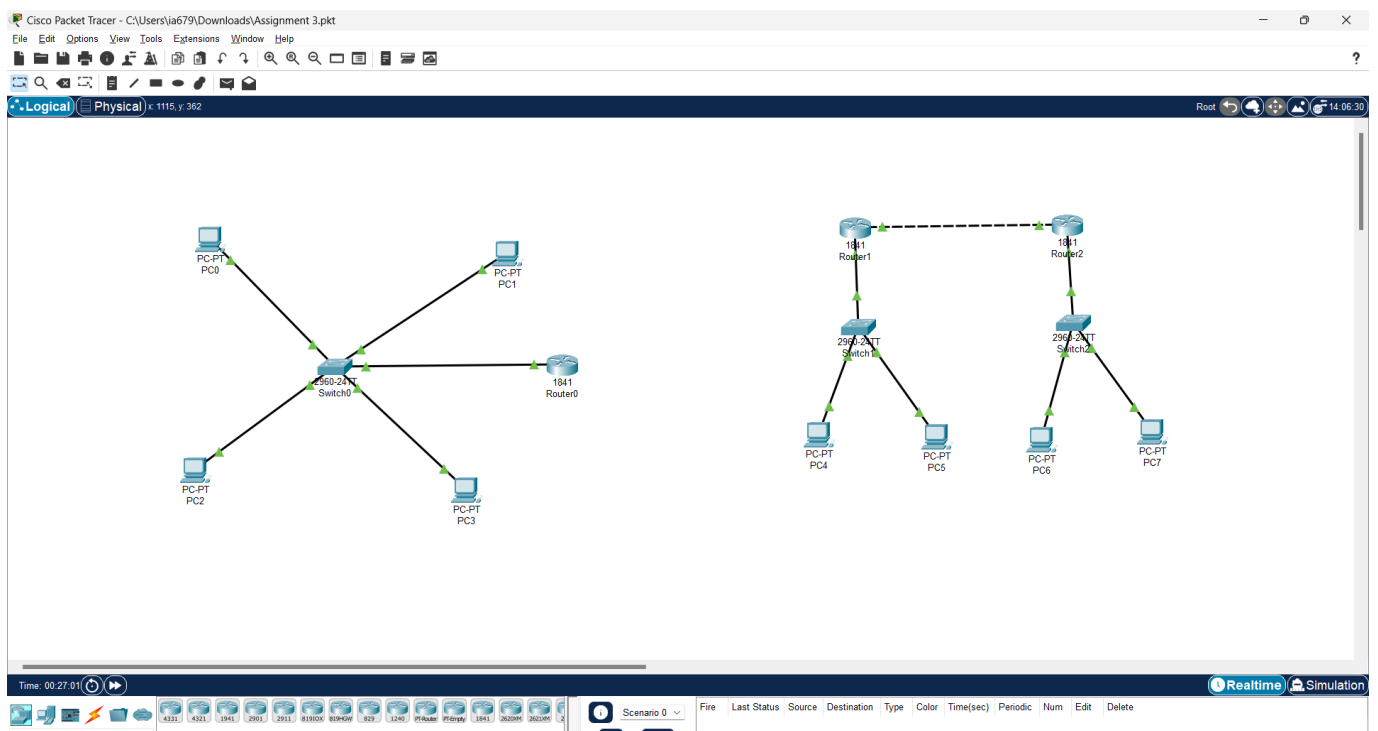 Cisco Packet Tracer - C:\Users\ia679\Downloads\Assignment 3.pkt
File Edit Options View Tools Extensions Window Help
?
Logical Physical x: 1115, y: 362 Root 14:06:30
PC-PT
PC0
PC-PT
PC1
2960-24TT
Switch0
1841
Router0
PC-PT
PC2
PC-PT
PC3
1841
Router1
1841
Router2
2960-24TT
Switch1
2960-24TT
Switch2
PC-PT
PC4
PC-PT
PC5
PC-PT
PC6
PC-PT
PC7
Time: 00:27:01 Realtime Simulation
4331 4321 1941 2901 2911 819IOX 819HGW 829 1240 PT-Router PT-Empty 1841 2620XM 2621XM 2
Scenario 0
Fire Last Status Source Destination Type Color Time(sec) Periodic Num Edit Delete